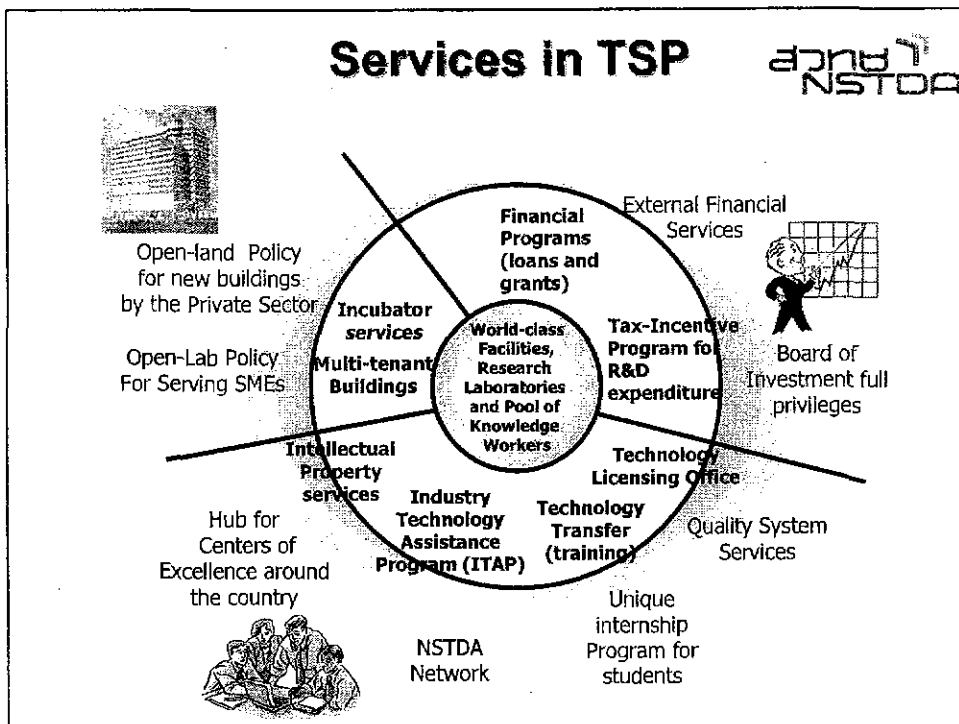 Services in TSP
สวทช
NSTDA
Open-land Policy
for new buildings
by the Private Sector
Open-Lab Policy
For Serving SMEs
Incubator
services
Multi-tenant
Buildings
Financial
Programs
(loans and
grants)
External Financial
Services
Tax-Incentive
Program for
R&D
expenditure
Board of
Investment full
privileges
World-class
Facilities,
Research
Laboratories
and Pool of
Knowledge
Workers
Intellectual
Property
services
Industry
Technology
Assistance
Program (ITAP)
Technology
Transfer
(training)
Technology
Licensing Office
Quality System
Services
Hub for
Centers of
Excellence around
the country
NSTDA
Network
Unique
internship
Program for
students